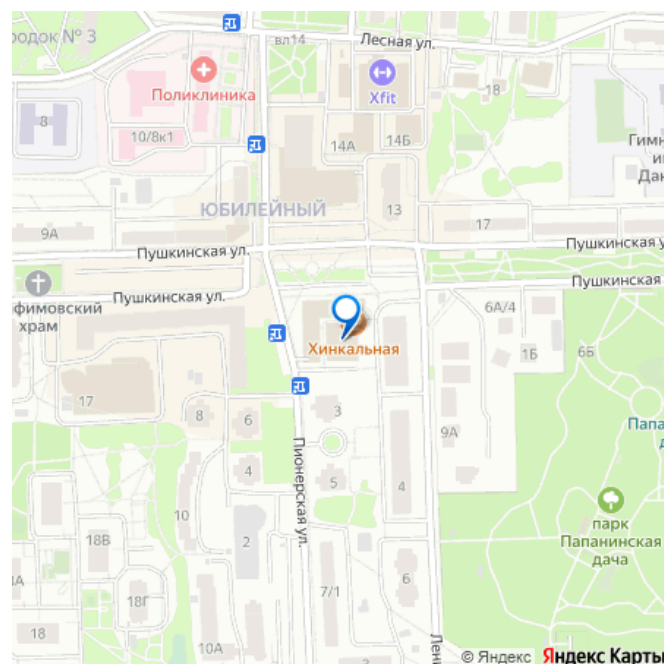 родок № 3
вл14
Лесная ул.
Поликлиника
Xfit
18
8
10/8к1
14А
14Б
Гимн
и
Дан
ЮБИЛЕЙНЫЙ
13
17
9А
Пушкинская ул.
Пушкинская у
Пушкинская ул.
Пушкинская ул.
фимовский
храм
6А/4
Хинкальная
1Б
6Б
17
8
6
3
9А
Папа
д
4
5
4
Пионерская ул.
10
2
парк
Папанинская
дача
18В
А
18Г
7/1
6
18
10А
Лени
© Яндекс Яндекс Карты